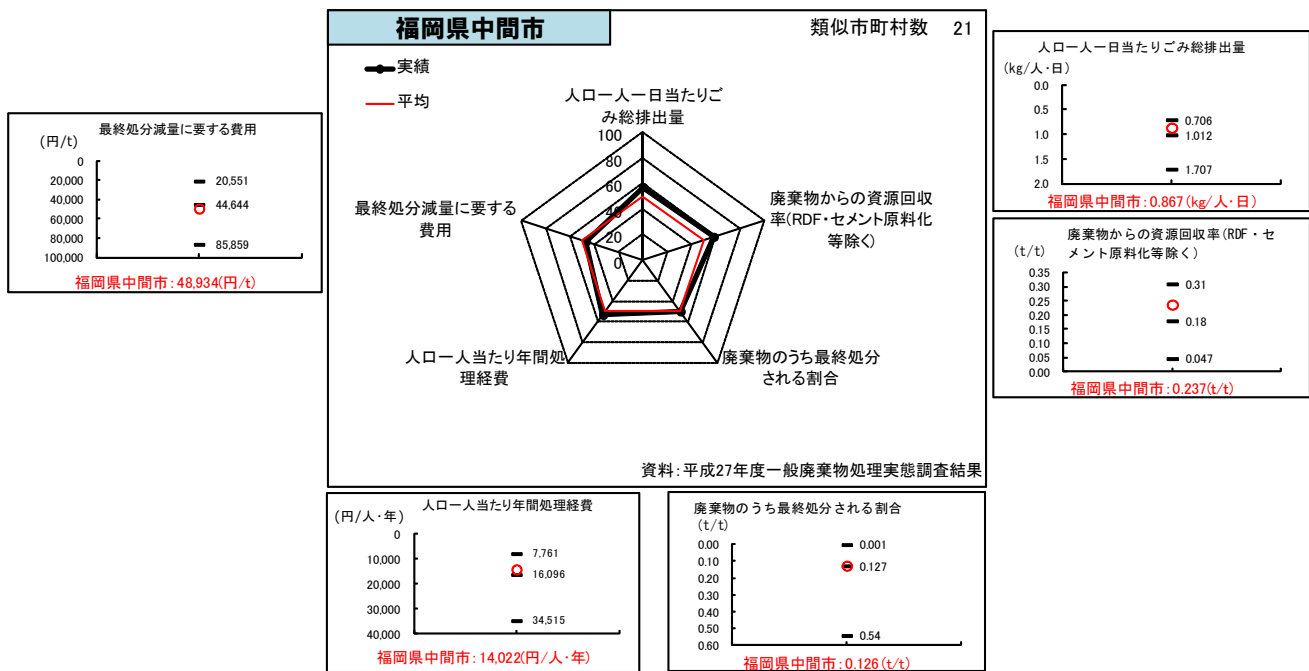 福岡県中間市
類似市町村数 21
実績
平均
人口一人一日当たりご
み総排出量
廃棄物からの資源回収
率(RDF・セメント原料化
等除く)
廃棄物のうち最終処分
される割合
人口一人当たり年間処
理経費
最終処分減量に要する
費用
100
80
60
40
20
0
資料:平成27年度一般廃棄物処理実態調査結果
最終処分減量に要する費用
(円/t)
0
20,000
40,000
60,000
80,000
100,000
20,551
44,644
85,859
福岡県中間市:48,934(円/t)
人口一人一日当たりごみ総排出量
(kg/人・日)
0.0
0.5
1.0
1.5
2.0
0.706
1.012
1.707
福岡県中間市:0.867(kg/人・日)
廃棄物からの資源回収率(RDF・セ
メント原料化等除く)
(t/t)
0.35
0.30
0.25
0.20
0.15
0.10
0.05
0.00
0.31
0.18
0.047
福岡県中間市:0.237(t/t)
人口一人当たり年間処理経費
(円/人・年)
0
10,000
20,000
30,000
40,000
7,761
16,096
34,515
福岡県中間市:14,022(円/人・年)
廃棄物のうち最終処分される割合
(t/t)
0.00
0.10
0.20
0.30
0.40
0.50
0.60
0.001
0.127
0.54
福岡県中間市:0.126(t/t)